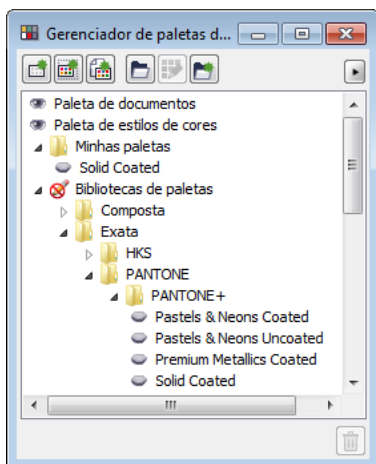 Gerenciador de paletas d...
Paleta de documentos
Paleta de estilos de cores
Minhas paletas
Solid Coated
Bibliotecas de paletas
Composta
Exata
HKS
PANTONE
PANTONE+
Pastels & Neons Coated
Pastels & Neons Uncoated
Premium Metallics Coated
Solid Coated